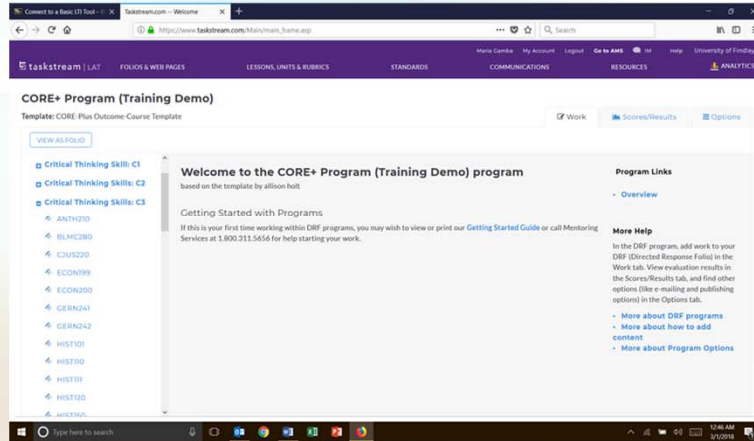 Connect to a Basic LTI Tool – 
Taskstream.com -- Welcome
https://www.taskstream.com/Main/main_frame.asp
Search
Maria Gamba My Account Logout Go to AMS IM Help University of Findlay
taskstream | LAT FOLIOS & WEB PAGES LESSONS, UNITS & RUBRICS STANDARDS COMMUNICATIONS RESOURCES ANALYTICS
CORE+ Program (Training Demo)
Template: CORE-Plus Outcome-Course Template
Work Scores/Results Options
VIEW AS FOLIO
Critical Thinking Skill: C1
Critical Thinking Skills: C2
Critical Thinking Skills: C3
ANTH210
BLMC280
CJUS220
ECON199
ECON200
GERN241
GERN242
HIST101
HIST110
HIST111
HIST120
HIST150
Welcome to the CORE+ Program (Training Demo) program
based on the template by allison holt
Getting Started with Programs
If this is your first time working within DRF programs, you may wish to view or print our Getting Started Guide or call Mentoring
Services at 1.800.311.5656 for help starting your work.
Program Links
Overview
More Help
In the DRF program, add work to your
DRF (Directed Response Folio) in the
Work tab. View evaluation results in
the Scores/Results tab, and find other
options (like e-mailing and publishing
options) in the Options tab.
More about DRF programs
More about how to add
content
More about Program Options
Type here to search
12:46 AM
3/1/2018